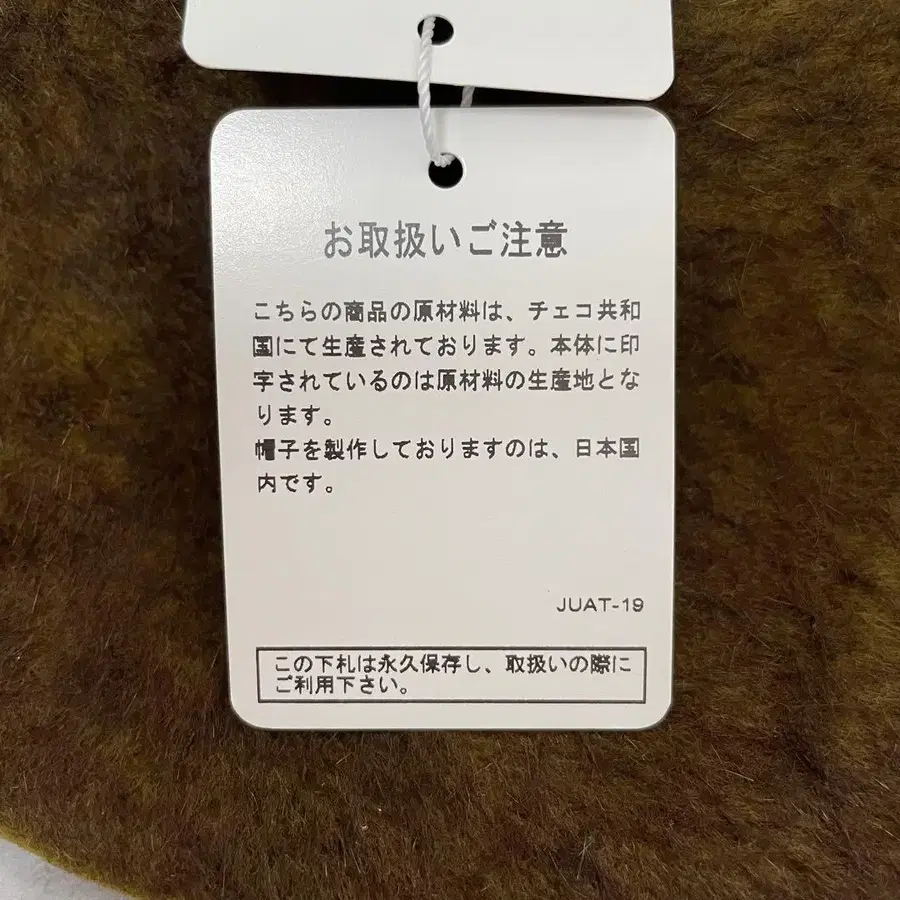 お取扱いご注意
こちらの商品の原材料は、チェコ共和
国にて生産されております。本体に印
字されているのは原材料の生産地とな
ります。
帽子を製作しておりますのは、日本国
内です。
JUAT-19
この下札は永久保存し、取扱いの際に
ご利用下さい。